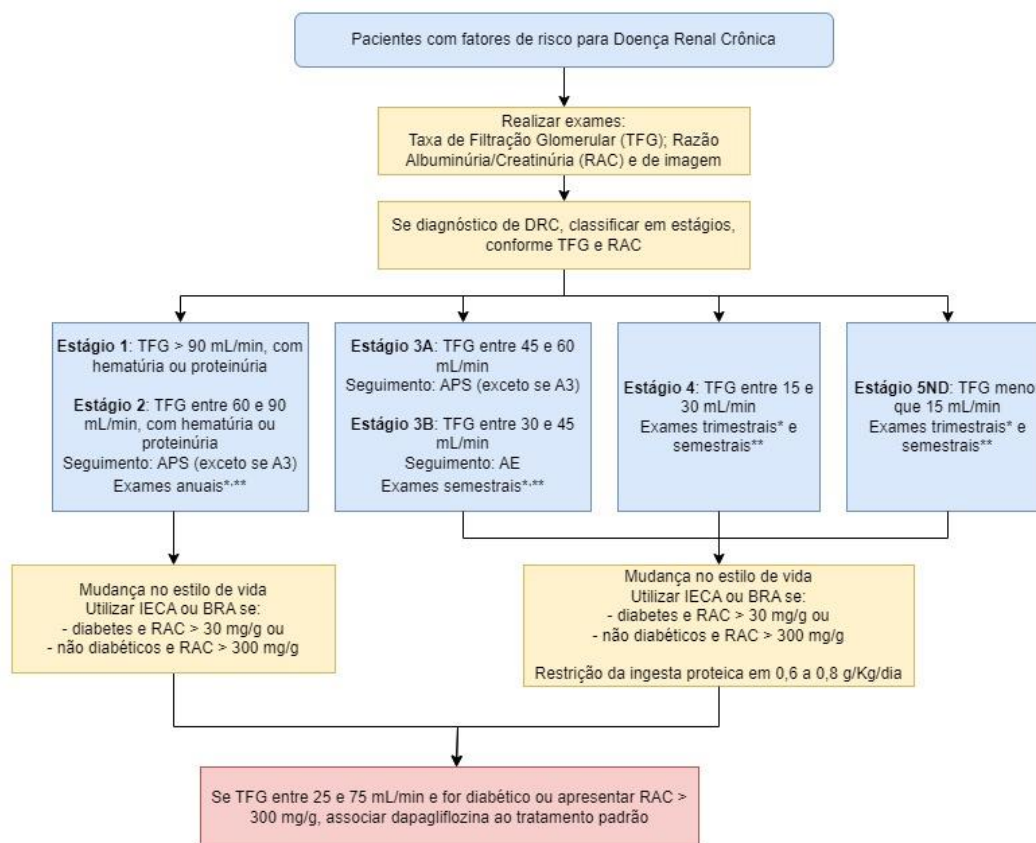 Pacientes com fatores de risco para Doença Renal Crônica
Realizar exames:
Taxa de Filtração Glomerular (TFG); Razão
Albuminúria/Creatinúria (RAC) e de imagem
Se diagnóstico de DRC, classificar em estágios,
conforme TFG e RAC
Estágio 1: TFG > 90 mL/min, com
hematúria ou proteinúria
Estágio 2: TFG entre 60 e 90
mL/min, com hematúria ou
proteinúria
Seguimento: APS (exceto se A3)
Exames anuais*,**
Estágio 3A: TFG entre 45 e 60
mL/min
Seguimento: APS (exceto se A3)
Estágio 3B: TFG entre 30 e 45
mL/min
Seguimento: AE
Exames semestrais*,**
Estágio 4: TFG entre 15 e
30 mL/min
Exames trimestrais* e
semestrais**
Estágio 5ND: TFG menor
que 15 mL/min
Exames trimestrais* e
semestrais**
Mudança no estilo de vida
Utilizar IECA ou BRA se:
- diabetes e RAC > 30 mg/g ou
- não diabéticos e RAC > 300 mg/g
Mudança no estilo de vida
Utilizar IECA ou BRA se:
- diabetes e RAC > 30 mg/g ou
- não diabéticos e RAC > 300 mg/g
Restrição da ingesta proteica em 0,6 a 0,8 g/Kg/dia
Se TFG entre 25 e 75 mL/min e for diabético ou apresentar RAC >
300 mg/g, associar dapagliflozina ao tratamento padrão